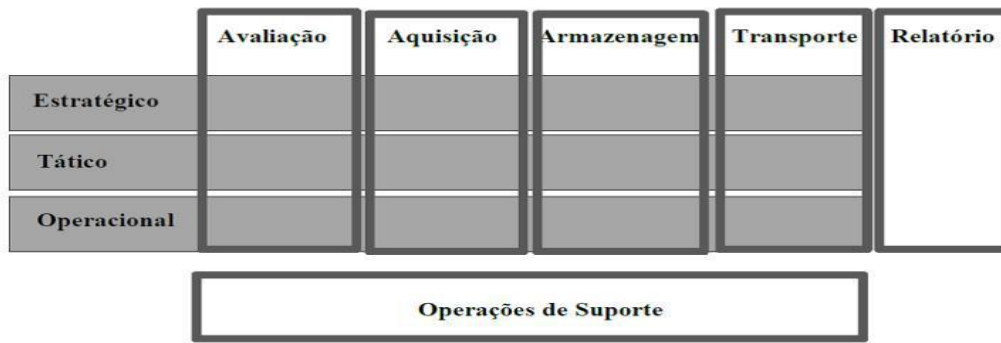 Avaliação Aquisição Armazenagem Transporte Relatório
Estratégico
Tático
Operacional
Operações de Suporte